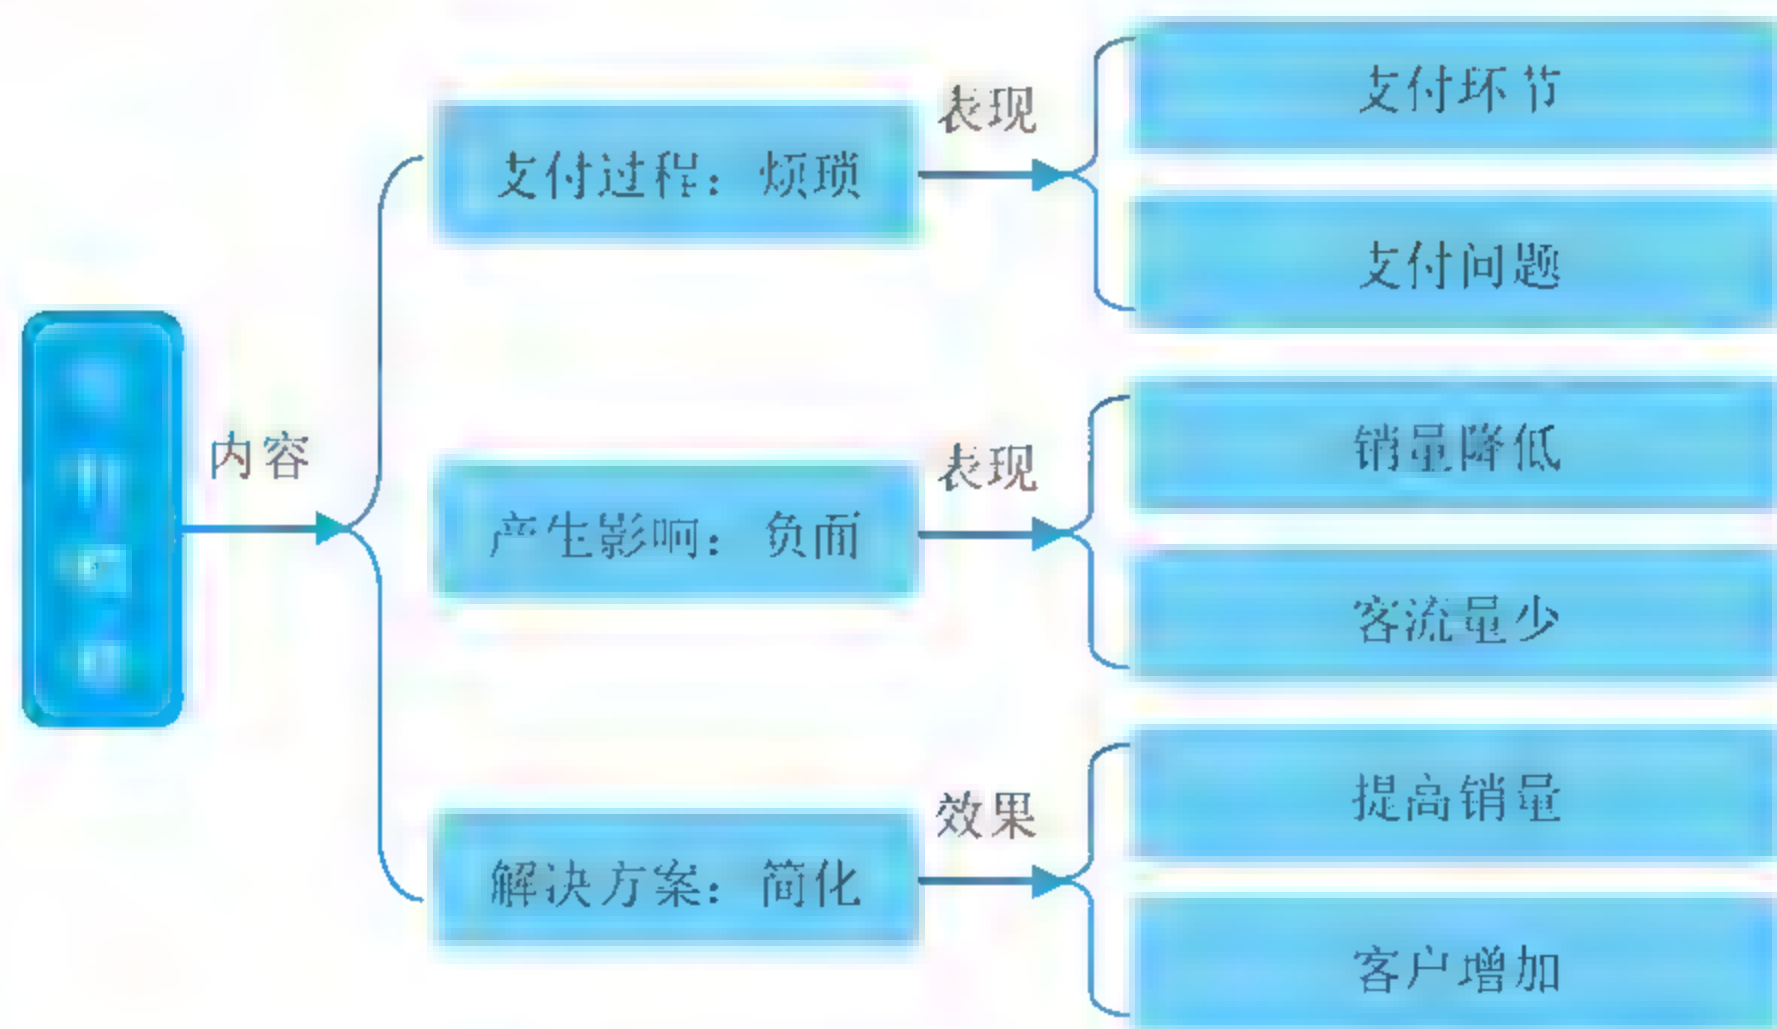 内容
支付过程：烦琐
表现
支付环节
支付问题
产生影响：负面
表现
销量降低
客流量少
解决方案：简化
效果
提高销量
客户增加